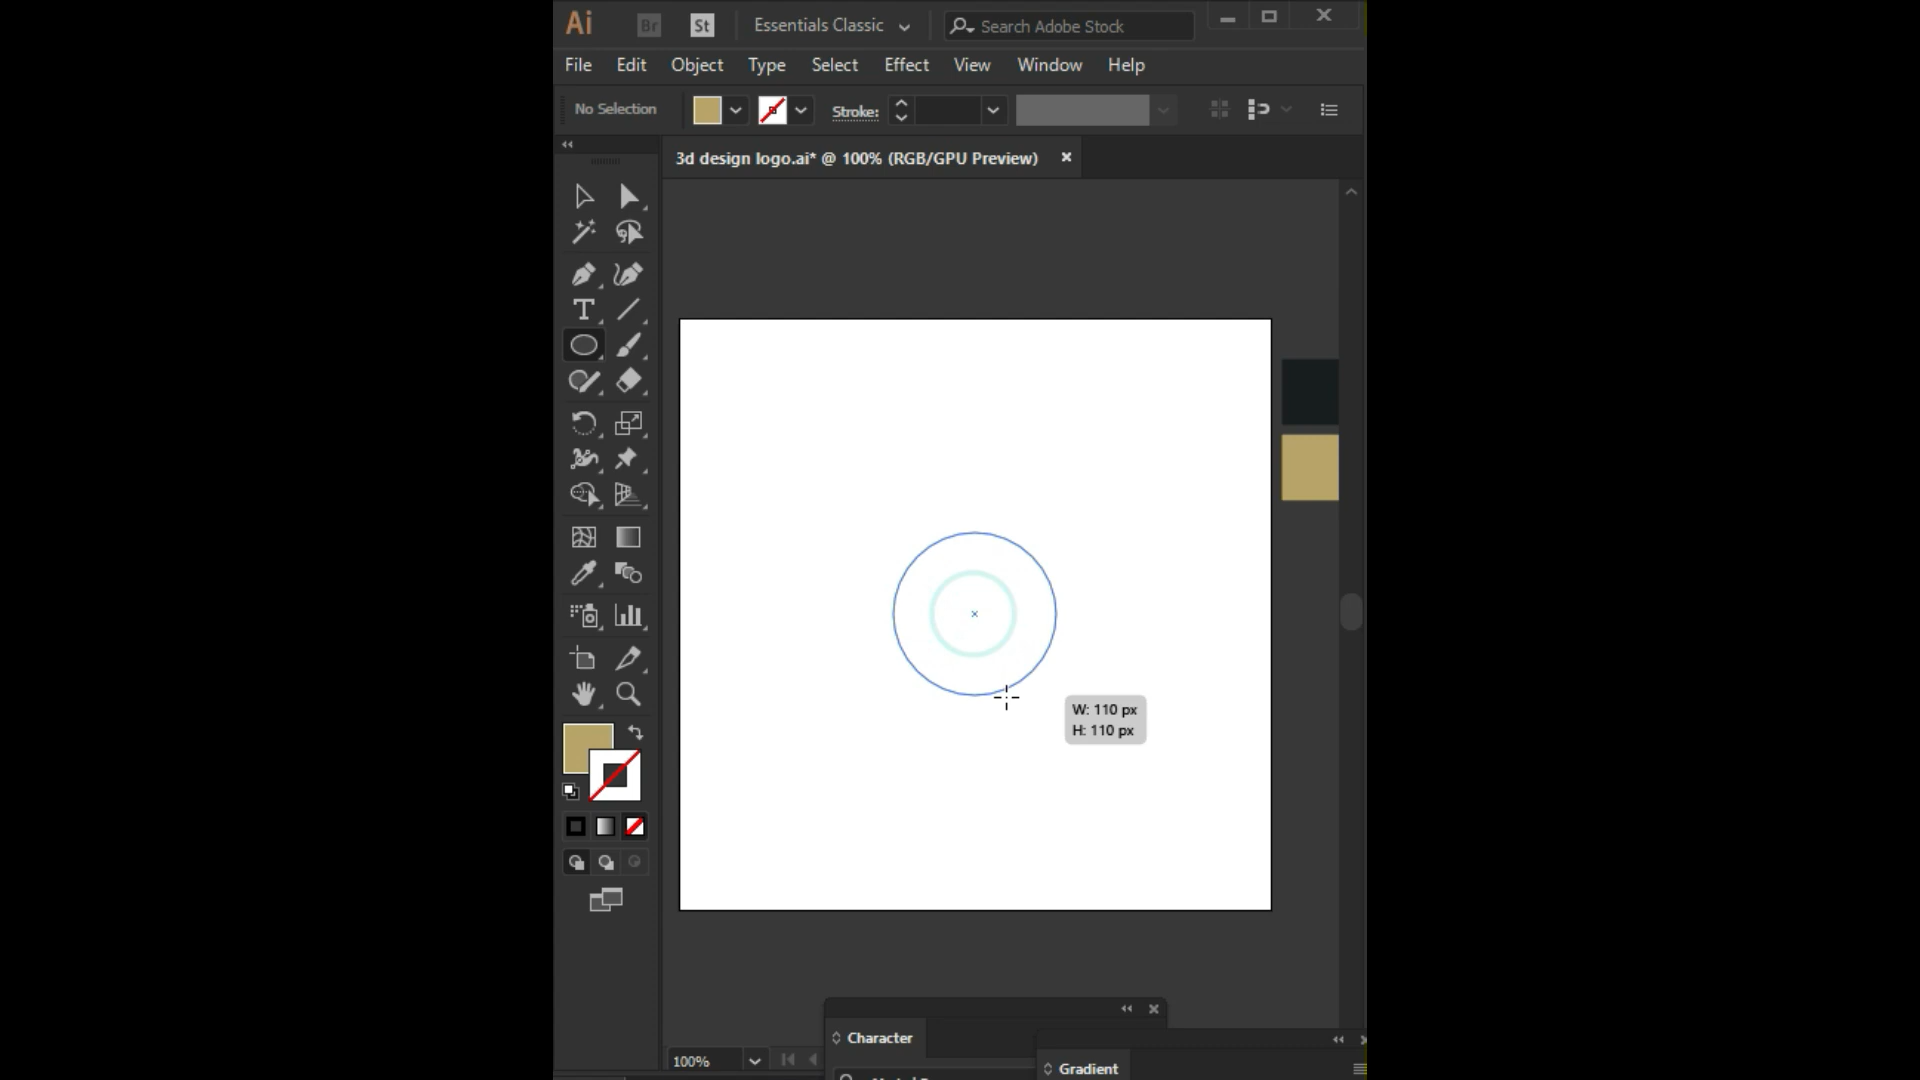 Ai Br St Essentials Classic Search Adobe Stock
File Edit Object Type Select Effect View Window Help
No Selection Stroke:
3d design logo.ai* @ 100% (RGB/GPU Preview)
W: 110 px
H: 110 px
Character
100%
Gradient